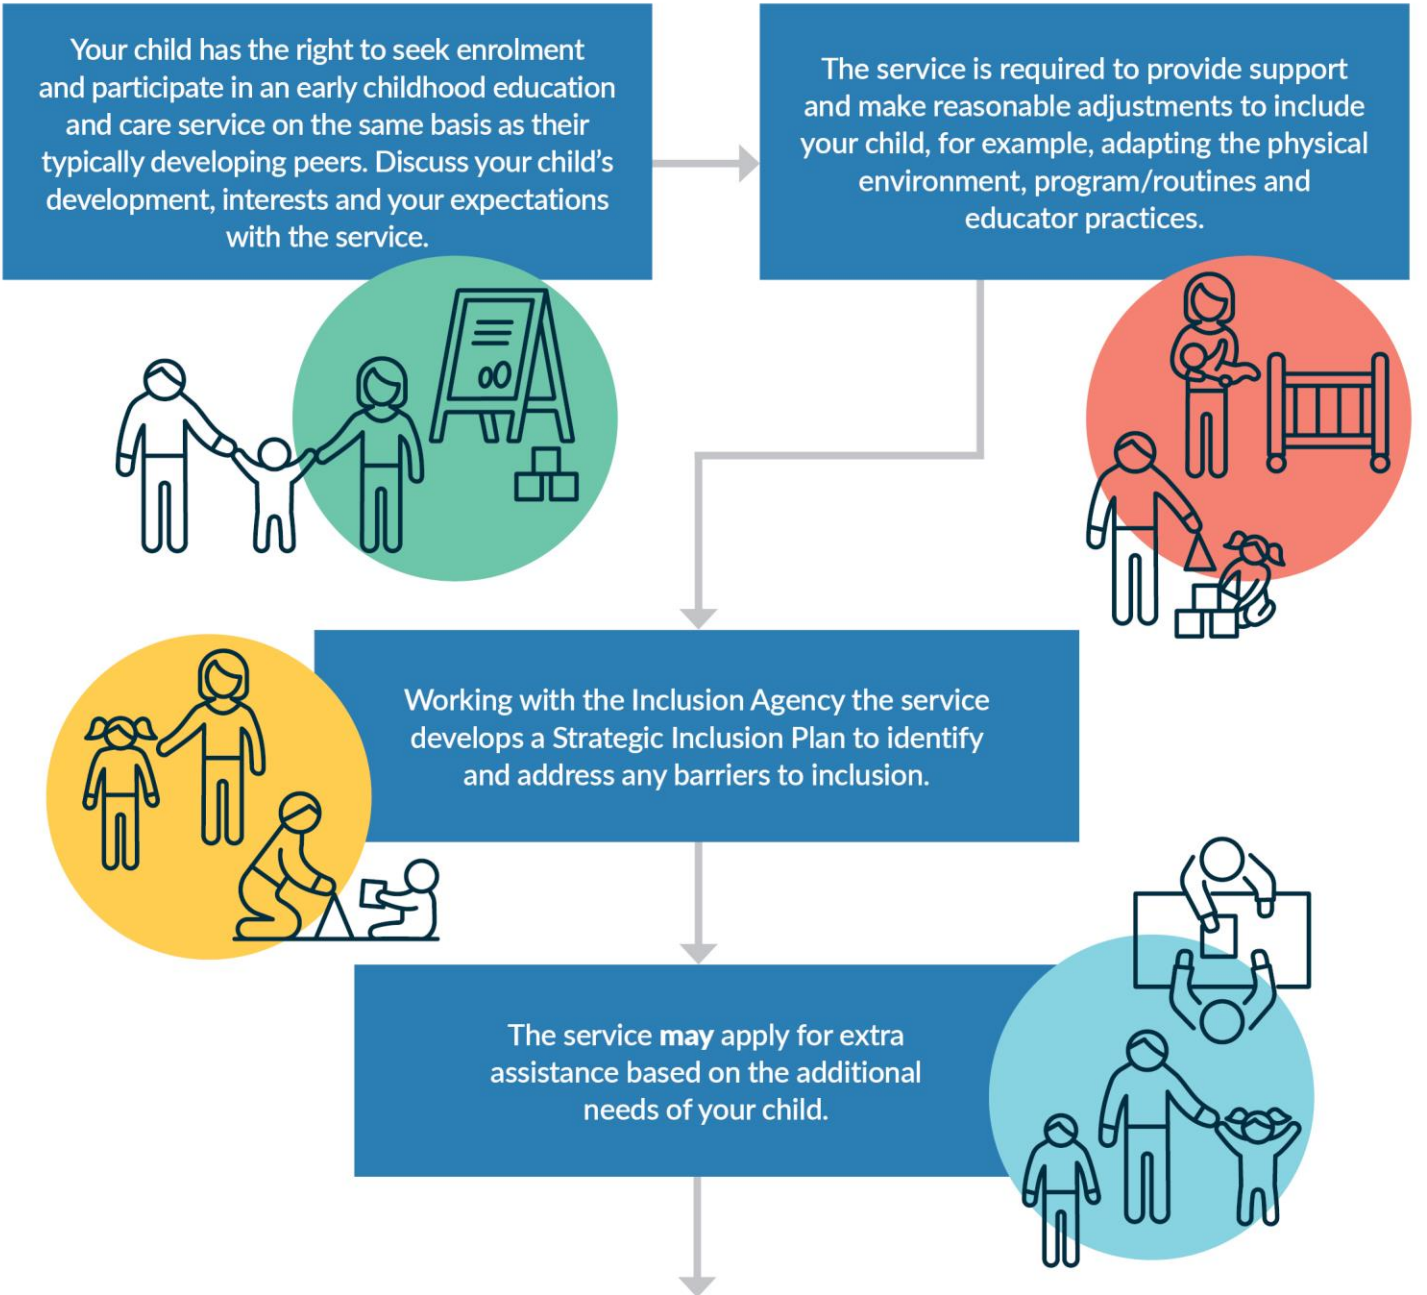 Your child has the right to seek enrolment
and participate in an early childhood education
and care service on the same basis as their
typically developing peers. Discuss your child’s
development, interests and your expectations
with the service.
The service is required to provide support
and make reasonable adjustments to include
your child, for example, adapting the physical
environment, program/routines and
educator practices.
Working with the Inclusion Agency the service
develops a Strategic Inclusion Plan to identify
and address any barriers to inclusion.
The service may apply for extra
assistance based on the additional
needs of your child.